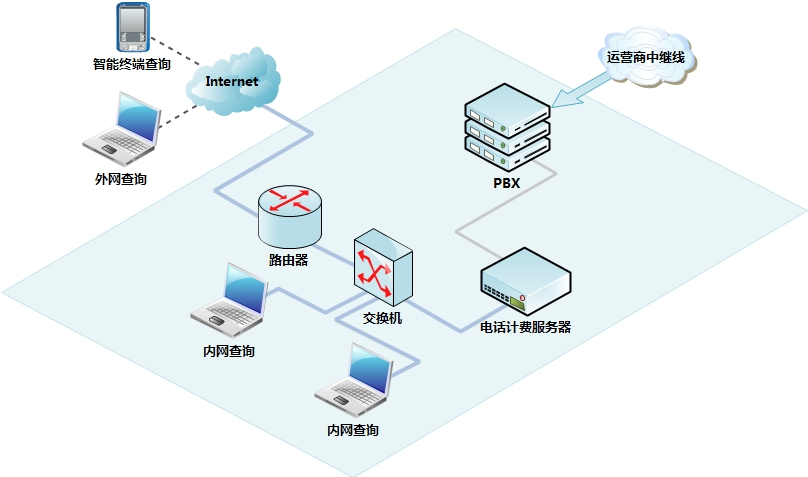 智能终端查询
Internet
运营商中继线
外网查询
PBX
路由器
交换机
电话计费服务器
内网查询
内网查询